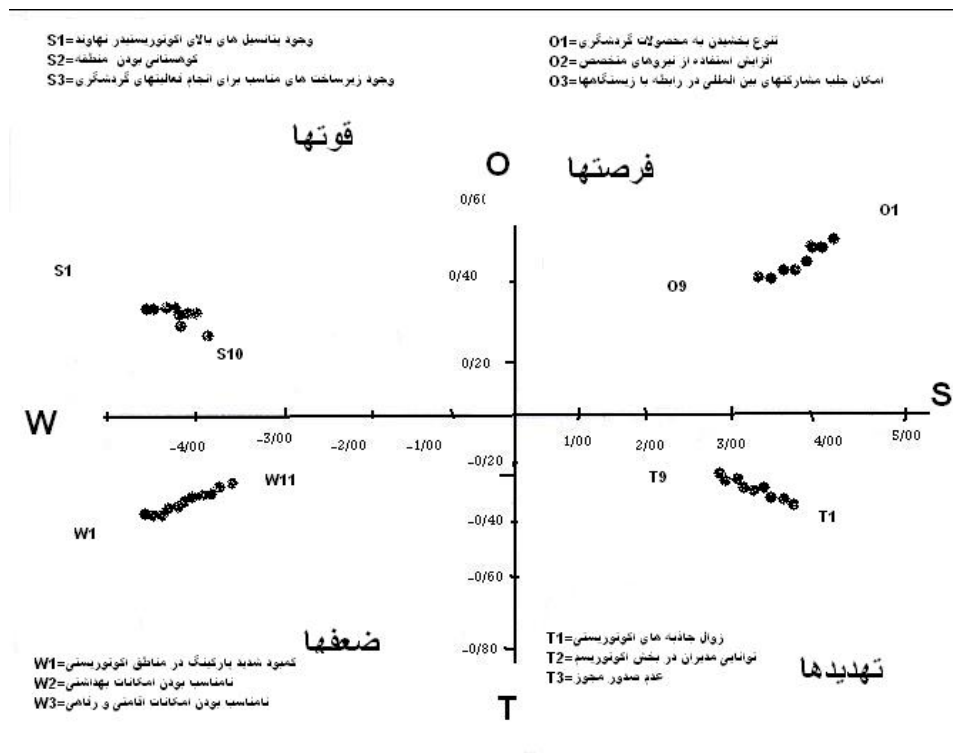 S1=وجود پتانسیل های بالای اکوتوریستیدر نهاوند
S2=کوهستانی بودن منطقه
S3=وجود زیرساخت های مناسب برای انجام فعالیتهای گردشگری
O1=تنوع بخشیدن به محصولات گردشگری
O2=افزایش استفاده از نیروهای متخصص
O3=امکان جلب مشارکتهای بین المللی در رابطه با زیستگاهها
قوتها
فرصتها
O
0/60
O1
S1
0/40
O9
S10
0/20
W
S
-4/00 -3/00 -2/00 -1/00 1/00 2/00 3/00 4/00 5/00
-0/20
W11
T9
W1
-0/40
T1
-0/60
ضعفها
-0/80
تهدیدها
W1=کمبود شدید پارکینگ در مناطق اکوتوریستی
W2=نامناسب بودن امکانات بهداشتی
W3=نامناسب بودن امکانات اقامتی و رفاهی
T1=زوال جاذبه های اکوتوریستی
T2=توانایی مدیران در بخش اکوتوریسم
T3=عدم صدور مجوز
T